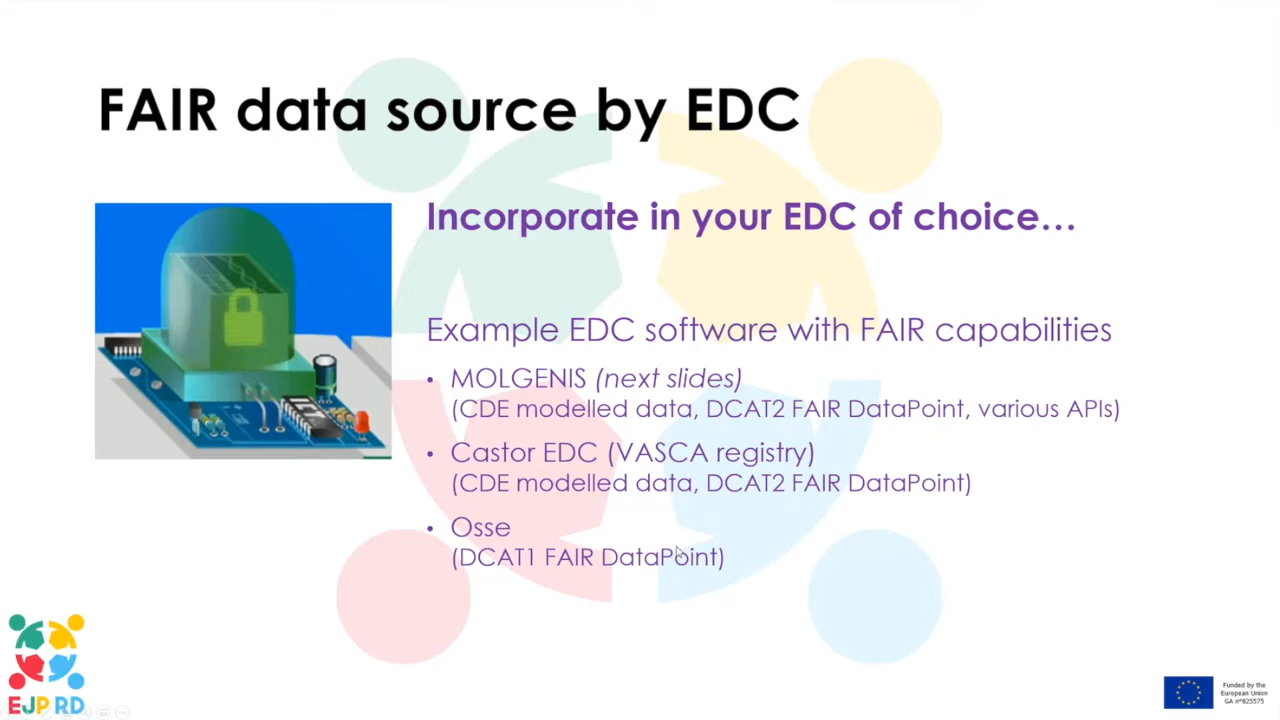 FAIR data source by EDC
Incorporate in your EDC of choice…
Example EDC software with FAIR capabilities
• MOLGENIS (next slides)
(CDE modelled data, DCAT2 FAIR DataPoint, various APIs)
• Castor EDC (VASCA registry)
(CDE modelled data, DCAT2 FAIR DataPoint)
• Osse
(DCAT1 FAIR DataPoint)
EJP RD
Funded by the
European Union
GA nº825575